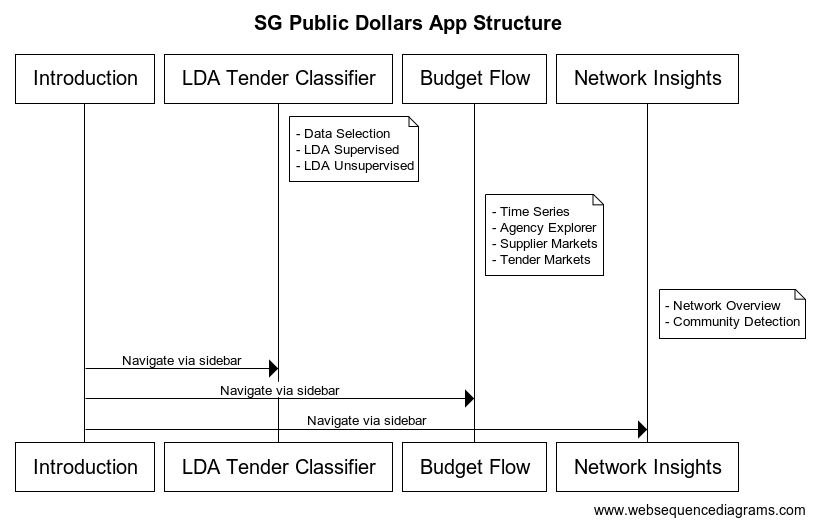 SG Public Dollars App Structure
Introduction
LDA Tender Classifier
Budget Flow
Network Insights
- Data Selection
- LDA Supervised
- LDA Unsupervised
- Time Series
- Agency Explorer
- Supplier Markets
- Tender Markets
- Network Overview
- Community Detection
Navigate via sidebar
Navigate via sidebar
Navigate via sidebar
Introduction
LDA Tender Classifier
Budget Flow
Network Insights
www.websequencediagrams.com